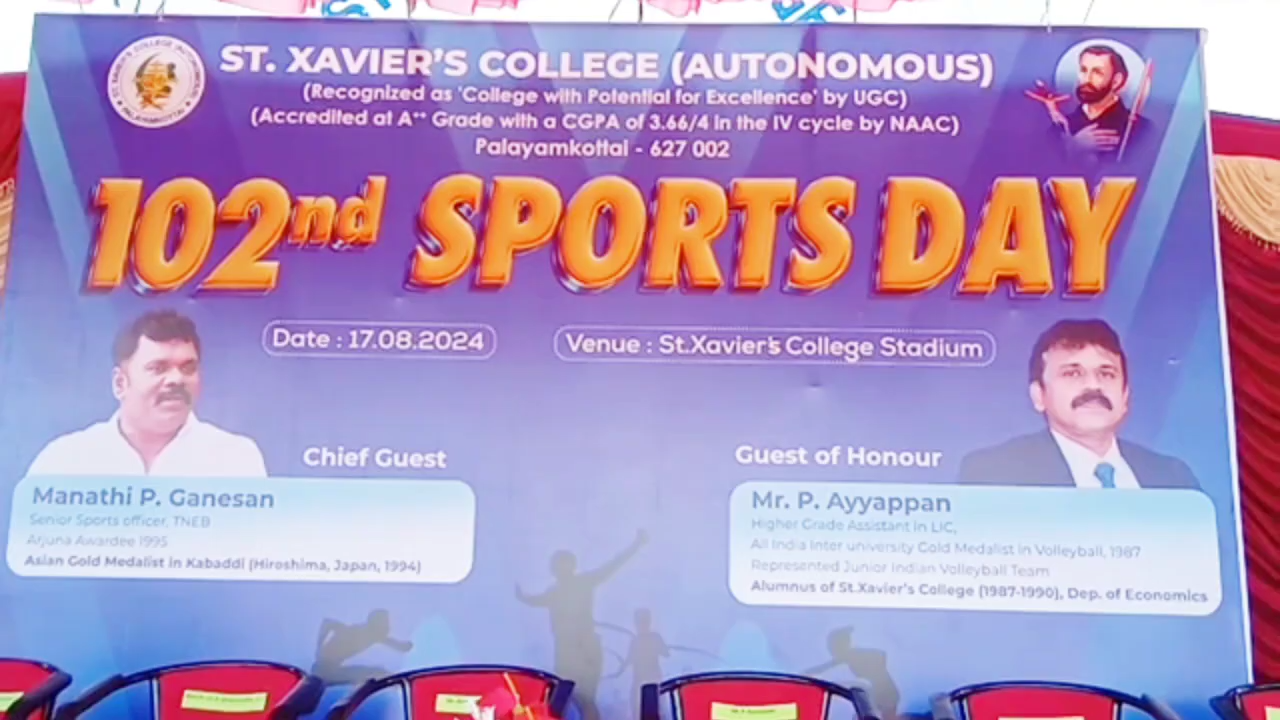 ST. XAVIER'S COLLEGE (AUTONOMOUS)
(Recognized as 'College with Potential for Excellence' by UGC)
(Accredited at A++ Grade with a CGPA of 3.66/4 in the IV cycle by NAAC)
Palayamkottai - 627 002
102nd SPORTS DAY
Date : 17.08.2024
Venue : St.Xavier's College Stadium
Chief Guest
Manathi P. Ganesan
Senior Sports officer, TNEB
Arjuna Awardee 1995
Asian Gold Medalist in Kabaddi (Hiroshima, Japan, 1994)
Guest of Honour
Mr. P. Ayyappan
Higher Grade Assistant in LIC,
All India Inter university Gold Medalist in Volleyball, 1987
Represented Junior Indian Volleyball Team
Alumnus of St.Xavier's College (1987-1990), Dep. of Economics